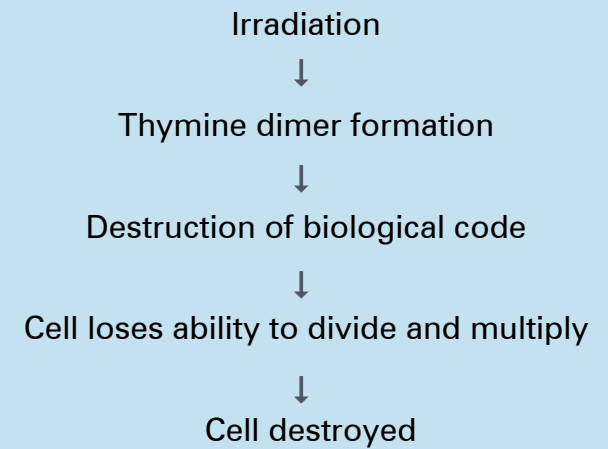 Irradiation
↓
Thymine dimer formation
↓
Destruction of biological code
↓
Cell loses ability to divide and multiply
↓
Cell destroyed